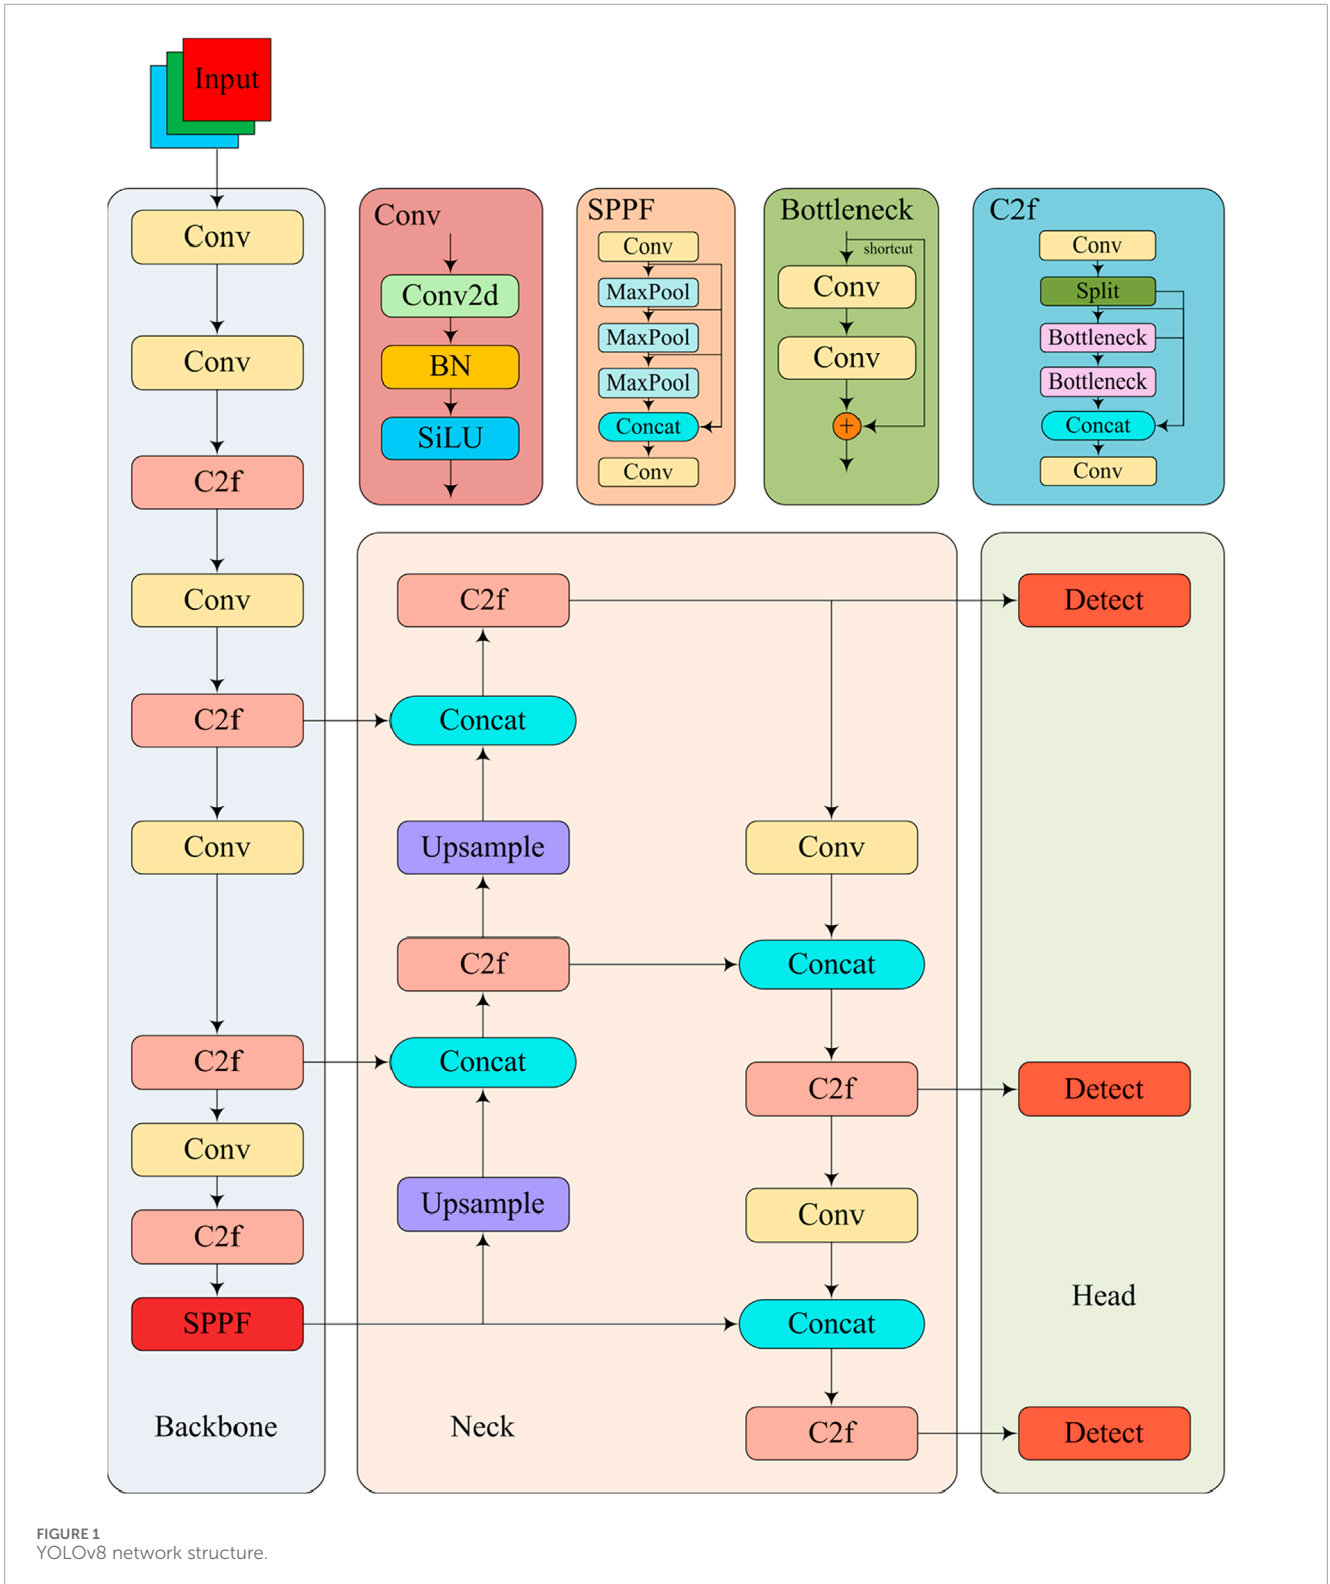 Input
Conv
Conv
C2f
Conv
C2f
Conv
C2f
Conv
C2f
SPPF
Backbone
Conv
Conv2d
BN
SiLU
SPPF
Conv
MaxPool
MaxPool
MaxPool
Concat
Conv
Bottleneck
shortcut
Conv
Conv
+
C2f
Conv
Split
Bottleneck
Bottleneck
Concat
Conv
C2f
Concat
Upsample
C2f
Concat
Upsample
Neck
Conv
Concat
C2f
Conv
Concat
C2f
Detect
Detect
Head
Detect
FIGURE 1
YOLOv8 network structure.